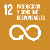 12 PRODUCCIÓN
Y CONSUMO
RESPONSABLES